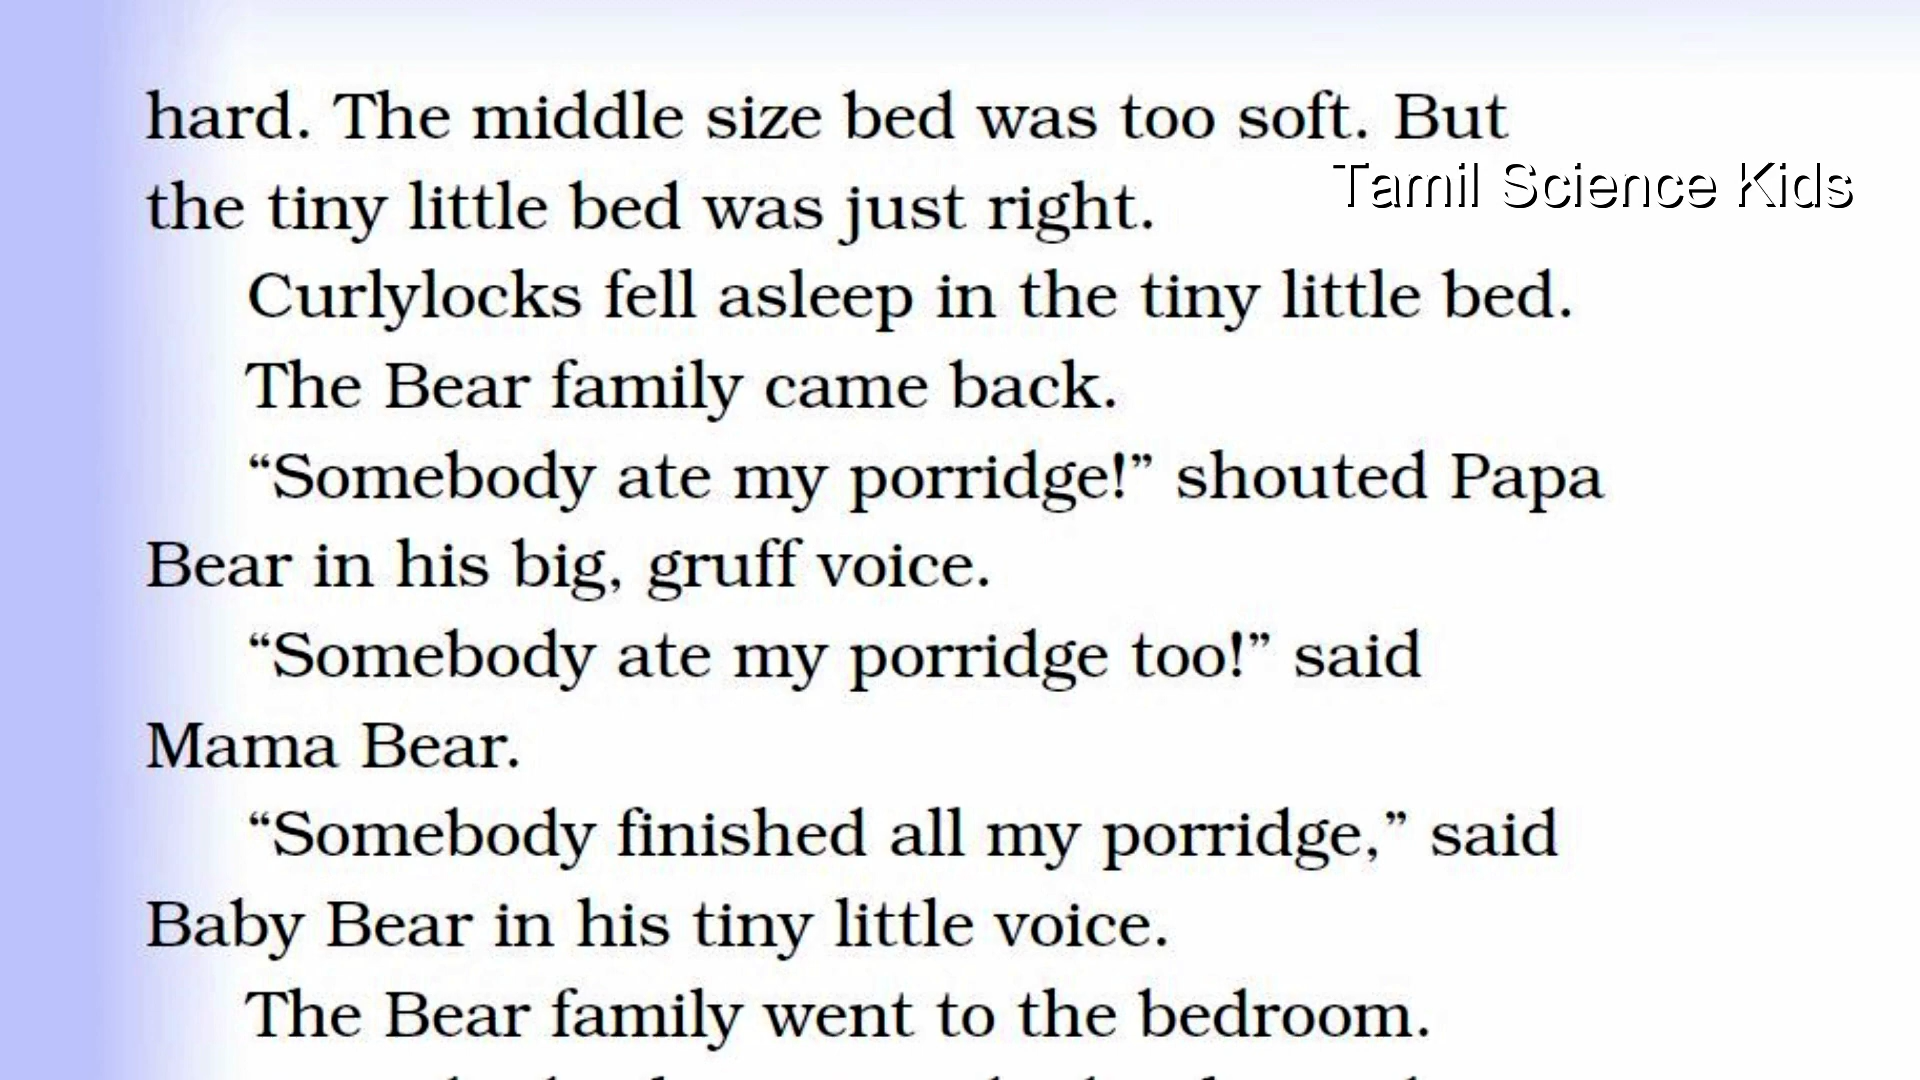 hard. The middle size bed was too soft. But
Tamil Science Kids
the tiny little bed was just right.
Curlylocks fell asleep in the tiny little bed.
The Bear family came back.
“Somebody ate my porridge!” shouted Papa
Bear in his big, gruff voice.
“Somebody ate my porridge too!” said
Mama Bear.
“Somebody finished all my porridge,” said
Baby Bear in his tiny little voice.
The Bear family went to the bedroom.